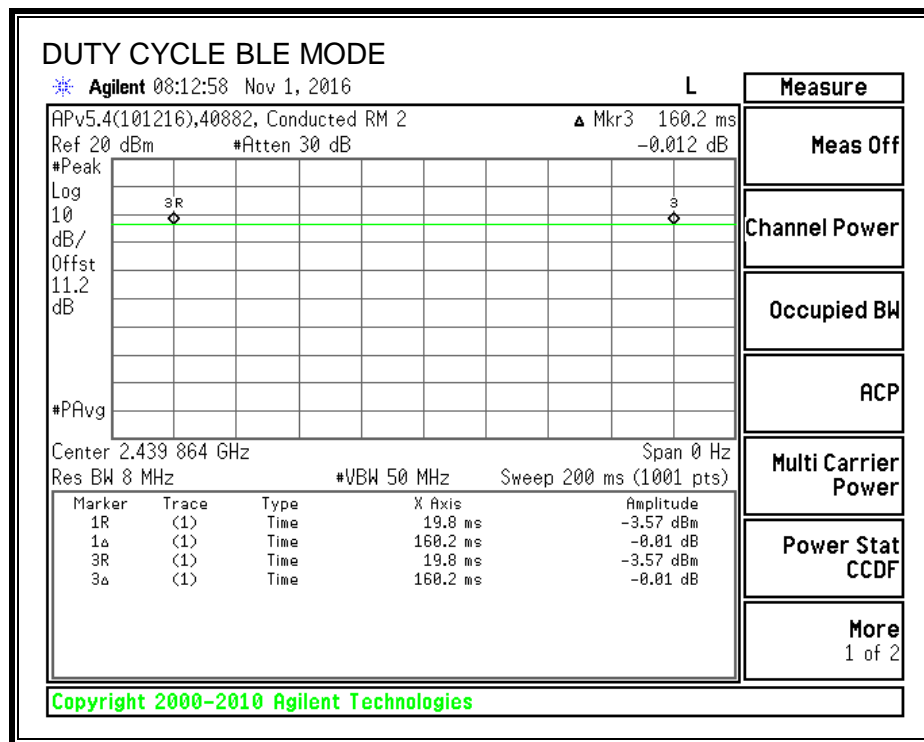 DUTY CYCLE BLE MODE
Agilent 08:12:58 Nov 1, 2016 L
APv5.4(101216),40882, Conducted RM 2 Δ Mkr3 160.2 ms
Ref 20 dBm #Atten 30 dB -0.012 dB
#Peak
Log
10
dB/
Offst
11.2
dB
#PAvg
3R 3
Center 2.439 864 GHz Span 0 Hz
Res BW 8 MHz #VBW 50 MHz Sweep 200 ms (1001 pts)
Marker Trace Type X Axis Amplitude
1R (1) Time 19.8 ms -3.57 dBm
1Δ (1) Time 160.2 ms -0.01 dB
3R (1) Time 19.8 ms -3.57 dBm
3Δ (1) Time 160.2 ms -0.01 dB
Copyright 2000-2010 Agilent Technologies
Measure
Meas Off
Channel Power
Occupied BW
ACP
Multi Carrier
Power
Power Stat
CCDF
More
1 of 2